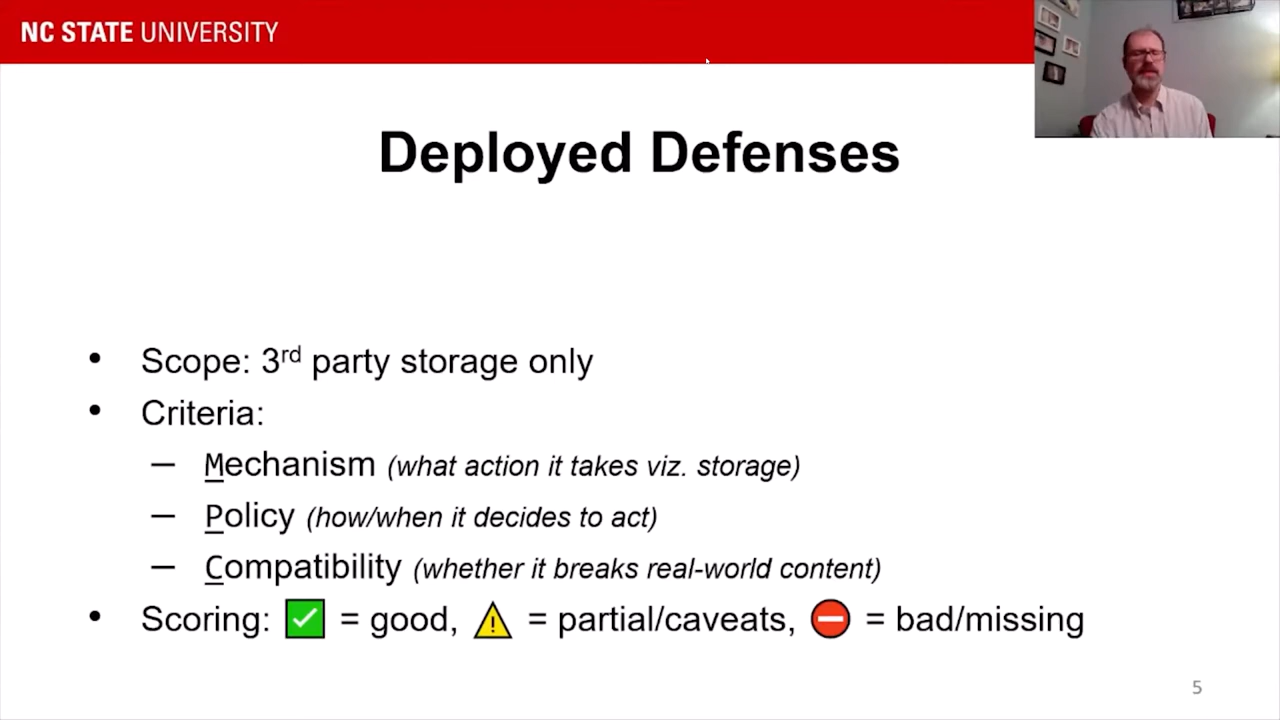 NC STATE UNIVERSITY
Deployed Defenses
• Scope: 3rd party storage only
• Criteria:
– Mechanism (what action it takes viz. storage)
– Policy (how/when it decides to act)
– Compatibility (whether it breaks real-world content)
• Scoring: ✅ = good, ⚠ = partial/caveats, ⛔ = bad/missing
5